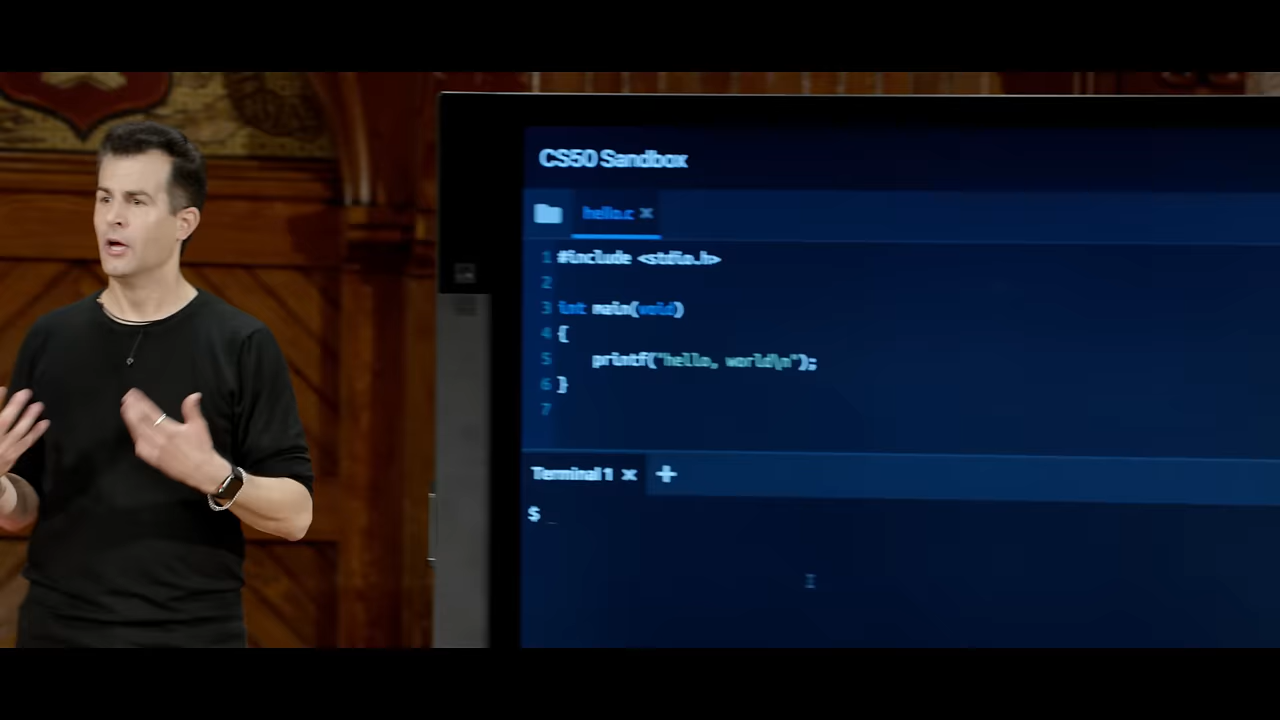 CS50 Sandbox
hello.c ×
1 #include <stdio.h>
2
3 int main(void)
4 {
5 printf("hello, world\n");
6 }
7
Terminal 1 × +
$ _